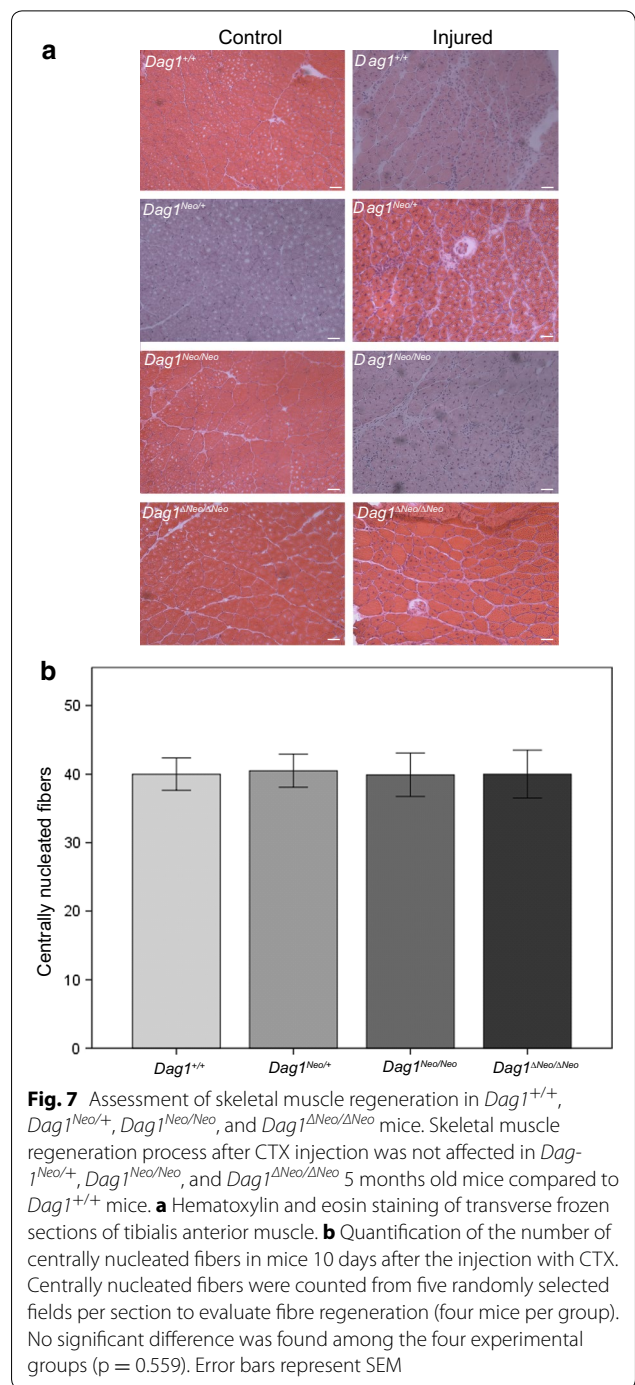 a
Control Injured
Dag1+/+ Dag1+/+
Dag1Neo/+ Dag1Neo/+
Dag1Neo/Neo Dag1Neo/Neo
Dag1ΔNeo/ΔNeo Dag1ΔNeo/ΔNeo
b
Centrally nucleated fibers
50
40
30
20
10
0
Dag1+/+ Dag1Neo/+ Dag1Neo/Neo Dag1ΔNeo/ΔNeo
Fig. 7 Assessment of skeletal muscle regeneration in Dag1+/+,
Dag1Neo/+, Dag1Neo/Neo, and Dag1ΔNeo/ΔNeo mice. Skeletal muscle
regeneration process after CTX injection was not affected in Dag-
1Neo/+, Dag1Neo/Neo, and Dag1ΔNeo/ΔNeo 5 months old mice compared to
Dag1+/+ mice. a Hematoxylin and eosin staining of transverse frozen
sections of tibialis anterior muscle. b Quantification of the number of
centrally nucleated fibers in mice 10 days after the injection with CTX.
Centrally nucleated fibers were counted from five randomly selected
fields per section to evaluate fibre regeneration (four mice per group).
No significant difference was found among the four experimental
groups (p = 0.559). Error bars represent SEM